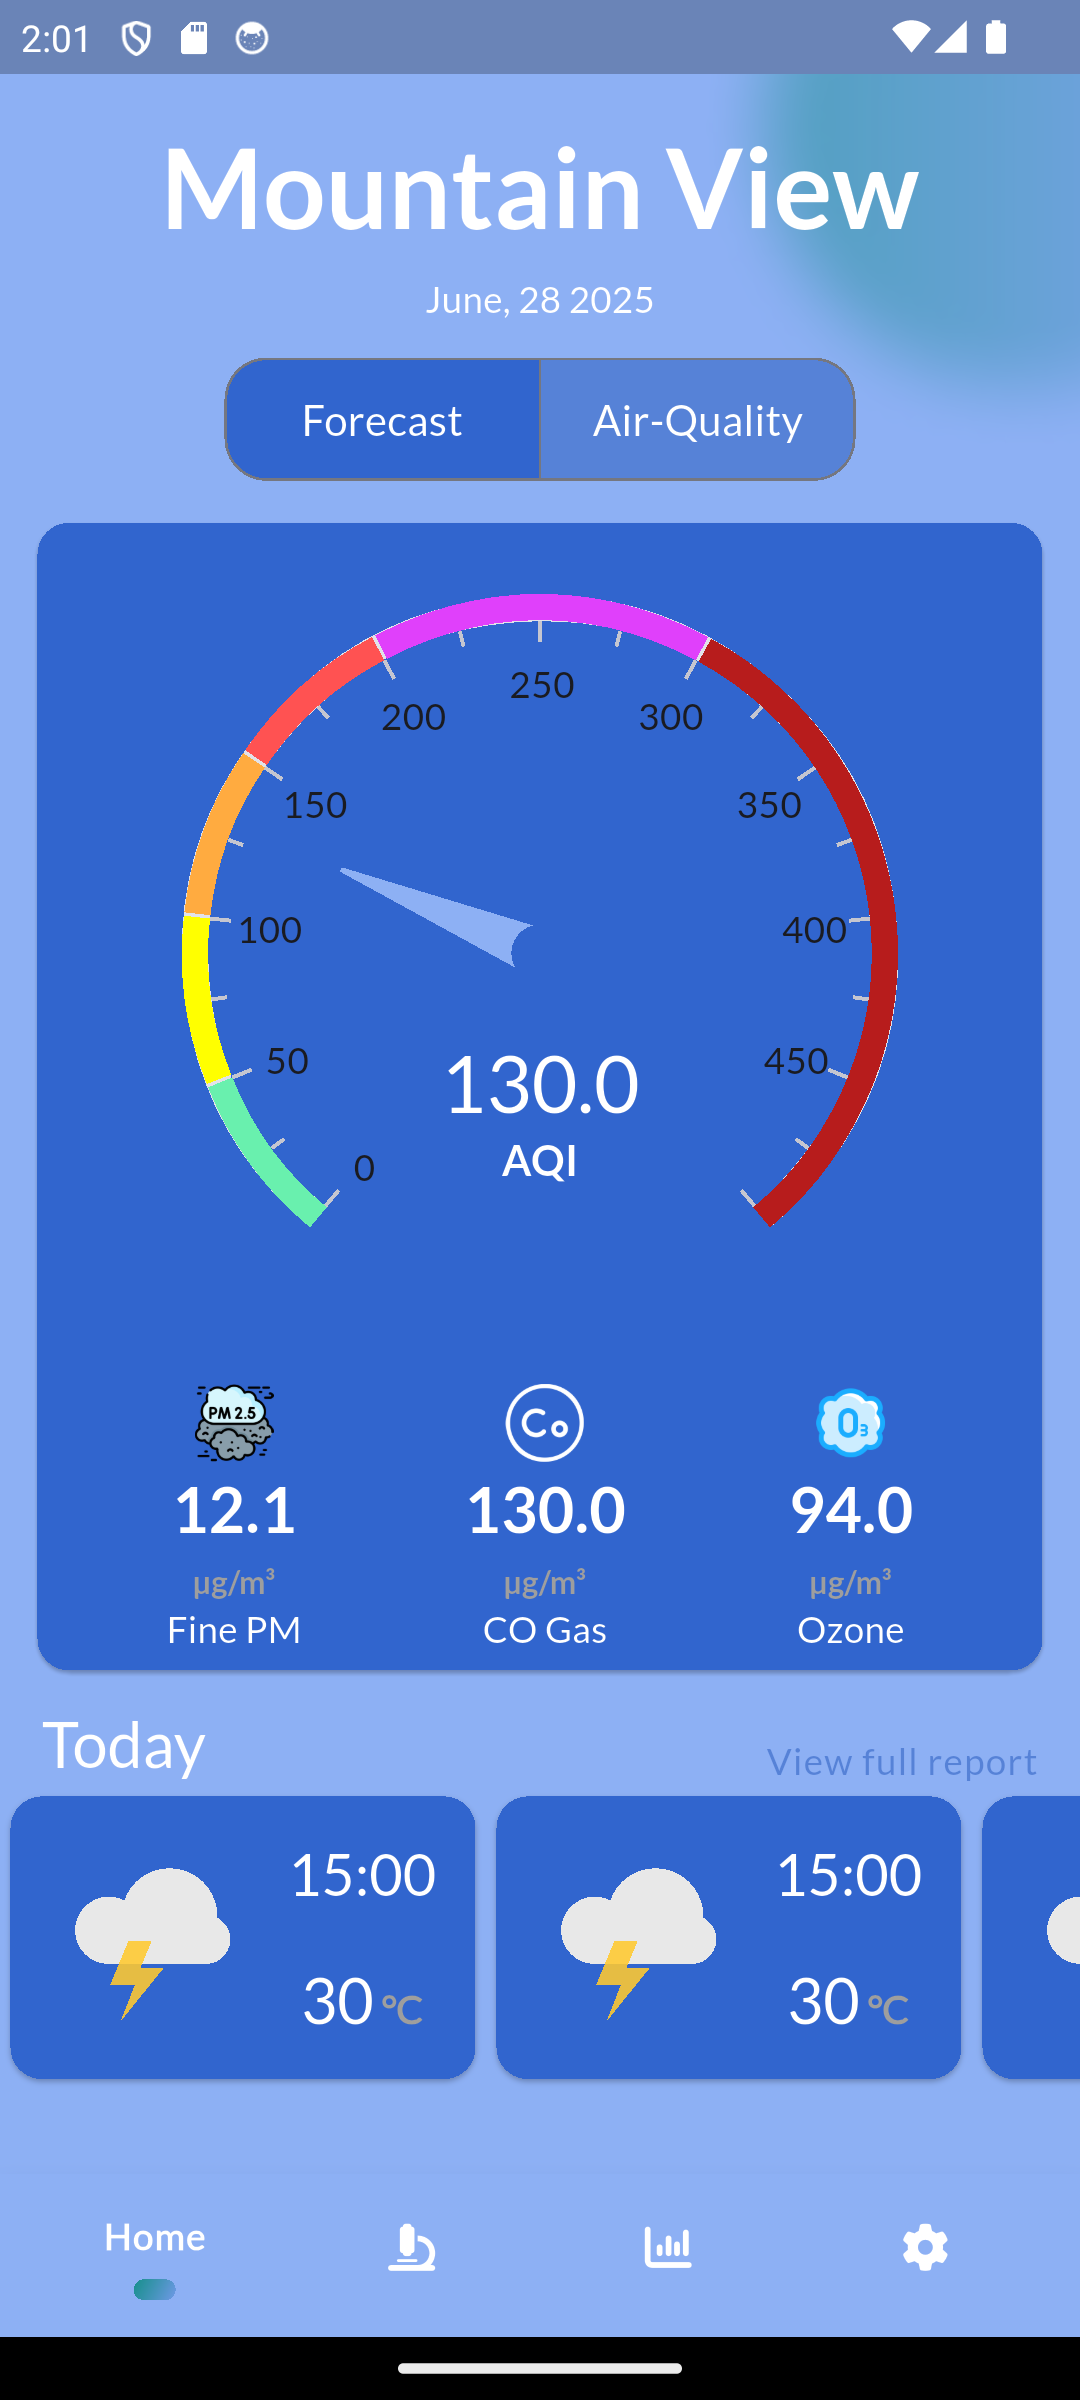 2:01
Mountain View
June, 28 2025
Forecast
Air-Quality
250
200
300
150
350
100
400
50
450
0
130.0
AQI
PM 2.5
Co
O3
12.1
130.0
94.0
µg/m³
µg/m³
µg/m³
Fine PM
CO Gas
Ozone
Today
View full report
15:00
30 °C
15:00
30 °C
Home